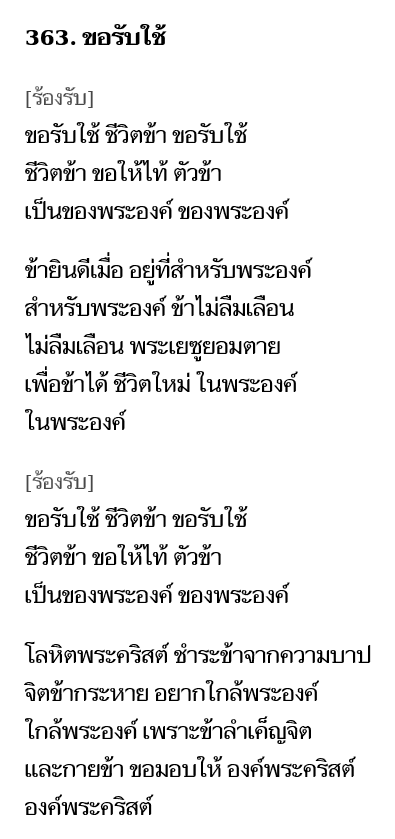 363. ขอรับใช้
[ร้องรับ]
ขอรับใช้ ชีวิตข้า ขอรับใช้
ชีวิตข้า ขอให้ไท้ ตัวข้า
เป็นของพระองค์ ของพระองค์
ข้ายินดีเมื่อ อยู่ที่สำหรับพระองค์
สำหรับพระองค์ ข้าไม่ลืมเลือน
ไม่ลืมเลือน พระเยซูยอมตาย
เพื่อข้าได้ ชีวิตใหม่ ในพระองค์
ในพระองค์
[ร้องรับ]
ขอรับใช้ ชีวิตข้า ขอรับใช้
ชีวิตข้า ขอให้ไท้ ตัวข้า
เป็นของพระองค์ ของพระองค์
โลหิตพระคริสต์ ชำระข้าจากความบาป
จิตข้ากระหาย อยากใกล้พระองค์
ใกล้พระองค์ เพราะข้าลำเค็ญจิต
และกายข้า ขอมอบให้ องค์พระคริสต์
องค์พระคริสต์